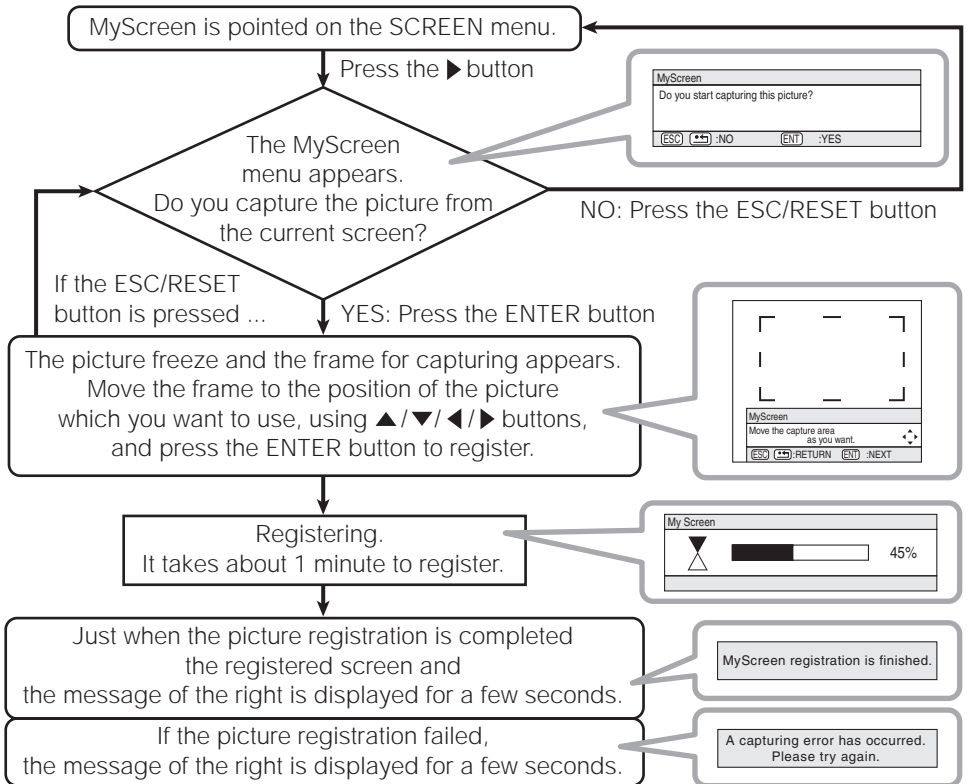 MyScreen is pointed on the SCREEN menu.
Press the ▶ button
MyScreen
Do you start capturing this picture?
ESC :NO ENT :YES
The MyScreen
menu appears.
Do you capture the picture from
the current screen?
NO: Press the ESC/RESET button
If the ESC/RESET
button is pressed ...
YES: Press the ENTER button
The picture freeze and the frame for capturing appears.
Move the frame to the position of the picture
which you want to use, using ▲/▼/◀/▶ buttons,
and press the ENTER button to register.
MyScreen
Move the capture area
as you want.
ESC :RETURN ENT :NEXT
Registering.
It takes about 1 minute to register.
My Screen
45%
Just when the picture registration is completed
the registered screen and
the message of the right is displayed for a few seconds.
MyScreen registration is finished.
If the picture registration failed,
the message of the right is displayed for a few seconds.
A capturing error has occurred.
Please try again.